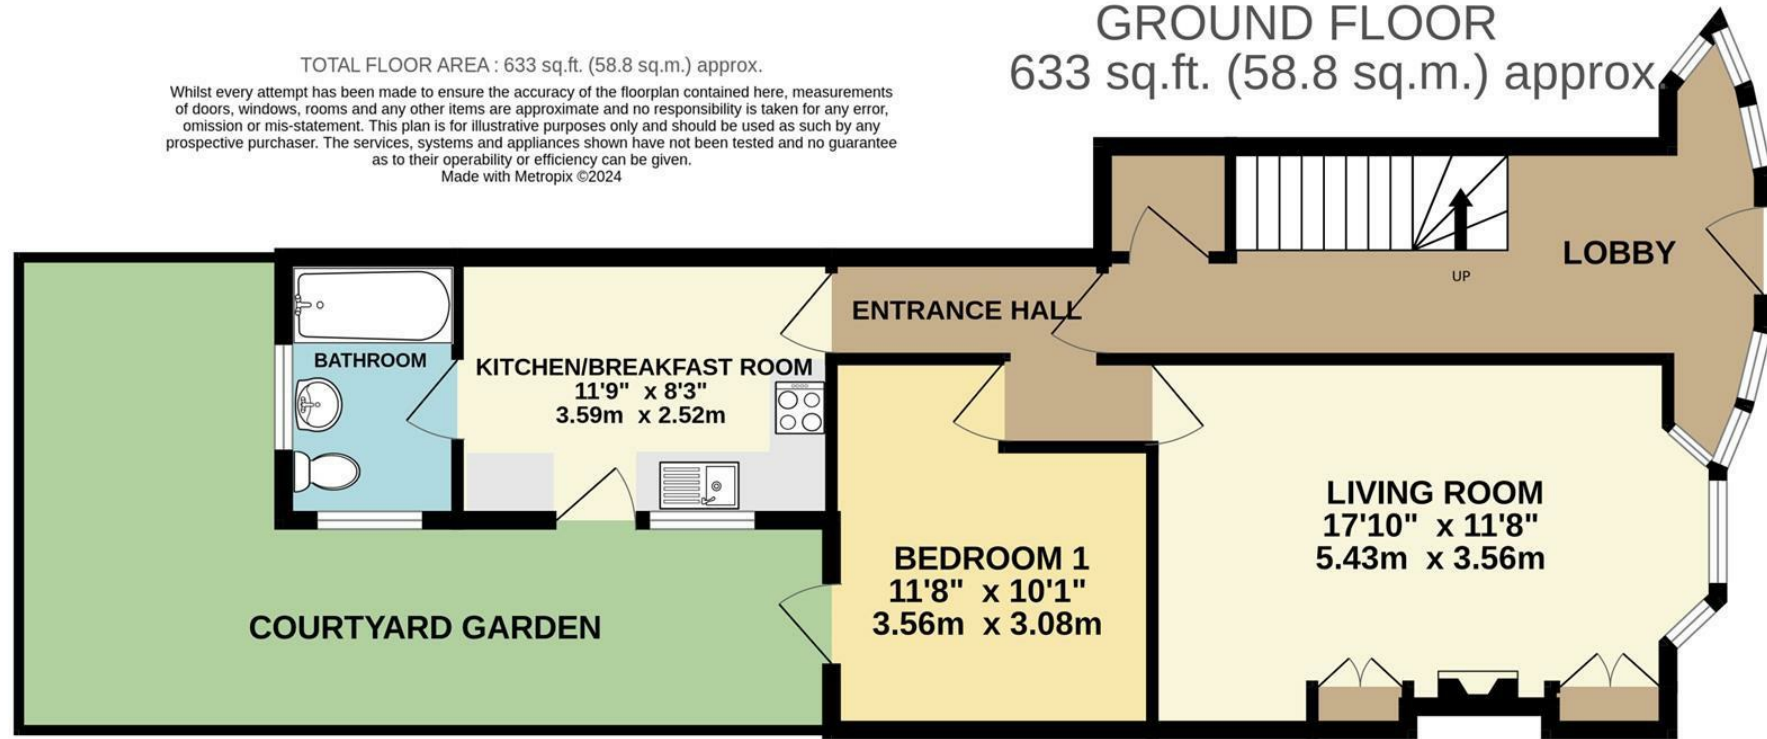 GROUND FLOOR
633 sq.ft. (58.8 sq.m.) approx.
TOTAL FLOOR AREA : 633 sq.ft. (58.8 sq.m.) approx.
Whilst every attempt has been made to ensure the accuracy of the floorplan contained here, measurements
of doors, windows, rooms and any other items are approximate and no responsibility is taken for any error,
omission or mis-statement. This plan is for illustrative purposes only and should be used as such by any
prospective purchaser. The services, systems and appliances shown have not been tested and no guarantee
as to their operability or efficiency can be given.
Made with Metropix ©2024
LOBBY
UP
ENTRANCE HALL
BATHROOM
KITCHEN/BREAKFAST ROOM
11'9" x 8'3"
3.59m x 2.52m
LIVING ROOM
17'10" x 11'8"
5.43m x 3.56m
BEDROOM 1
11'8" x 10'1"
3.56m x 3.08m
COURTYARD GARDEN